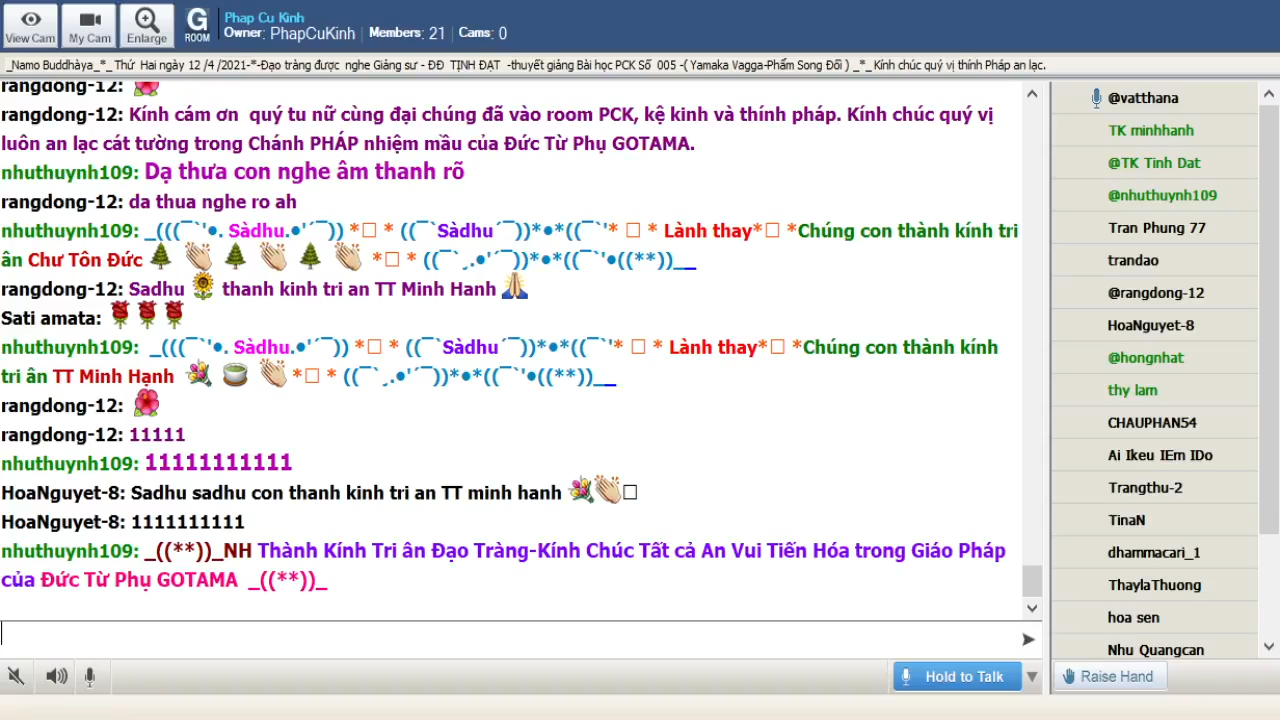 View Cam
My Cam
Enlarge
G
ROOM
Phap Cu Kinh
Owner: PhapCuKinh | Members: 21 | Cams: 0
_Namo Buddhàya_*_ Thứ Hai ngày 12 /4 /2021-*-Đạo tràng được nghe Giảng sư - ĐĐ TỊNH ĐẠT -thuyết giảng Bài học PCK Số 005 -( Yamaka Vagga-Phẩm Song Đối ) _*_ Kính chúc quý vị thính Pháp an lạc.
rangdong-12:
rangdong-12: Kính cám ơn quý tu nữ cùng đại chúng đã vào room PCK, kệ kinh và thính pháp. Kính chúc quý vị
luôn an lạc cát tường trong Chánh PHÁP nhiệm mầu của Đức Từ Phụ GOTAMA.
nhuthuynh109: Dạ thưa con nghe âm thanh rõ
rangdong-12: da thua nghe ro ah
nhuthuynh109: _(((¯`'●. Sàdhu.●'´¯)) *□ * ((¯`Sàdhu´¯))*●*((¯`'* □ * Lành thay*□ *Chúng con thành kính tri
ân Chư Tôn Đức 🌲 👏 🌲 👏 🌲 👏 *□ * ((¯`¸.●'´¯))*●*((¯`'●((**))__
rangdong-12: Sadhu 🌻 thanh kinh tri an TT Minh Hanh 🙏
Sati amata: 🌹🌹🌹
nhuthuynh109: _(((¯`'●. Sàdhu.●'´¯)) *□ * ((¯`Sàdhu´¯))*●*((¯`'* □ * Lành thay*□ *Chúng con thành kính
tri ân TT Minh Hạnh 💐 🍵 👏 *□ * ((¯`¸.●'´¯))*●*((¯`'●((**))__
rangdong-12: 🌺
rangdong-12: 11111
nhuthuynh109: 11111111111
HoaNguyet-8: Sadhu sadhu con thanh kinh tri an TT minh hanh 💐👏□
HoaNguyet-8: 1111111111
nhuthuynh109: _((**))_NH Thành Kính Tri ân Đạo Tràng-Kính Chúc Tất cả An Vui Tiến Hóa trong Giáo Pháp
của Đức Từ Phụ GOTAMA _((**))_
Hold to Talk
@vatthana
TK minhhanh
@TK Tinh Dat
@nhuthuynh109
Tran Phung 77
trandao
@rangdong-12
HoaNguyet-8
@hongnhat
thy lam
CHAUPHAN54
Ai Ikeu IEm IDo
Trangthu-2
TinaN
dhammacari_1
ThaylaThuong
hoa sen
Nhu Quangcan
Raise Hand